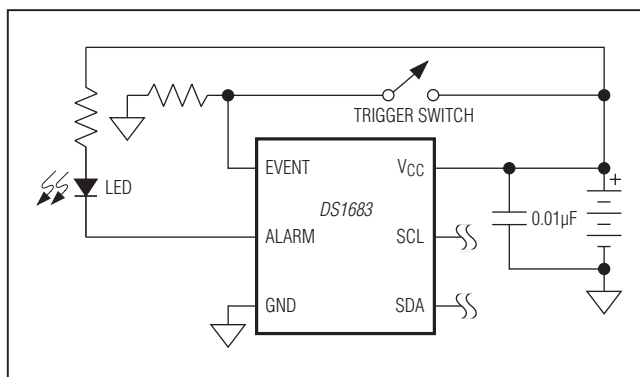 TRIGGER SWITCH
EVENT
VCC
DS1683
LED
+
0.01µF
ALARM
SCL
GND
SDA